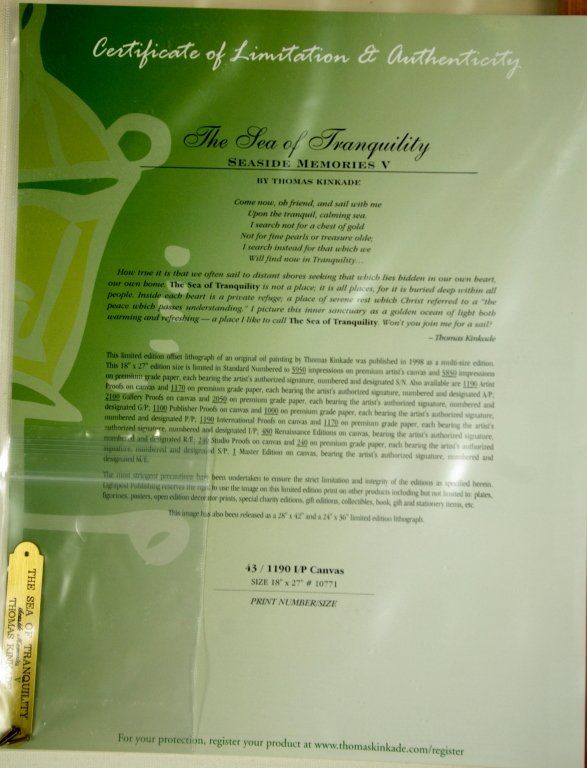 Certificate of Limitation & Authenticity
The Sea of Tranquility
SEASIDE MEMORIES V
BY THOMAS KINKADE
Come now, oh friend, and sail with me
Upon the tranquil, calming sea.
I search not for a chest of gold
Not for fine pearls or treasure olde;
I search instead for that which we
Will find now in Tranquility…
How true it is that we often sail to distant shores seeking that which lies hidden in our own heart,
our own home. The Sea of Tranquility is not a place; it is all places, for it is buried deep within all
people. Inside each heart is a private refuge; a place of serene rest which Christ referred to a "the
peace which passes understanding." I picture this inner sanctuary as a golden ocean of light both
warming and refreshing — a place I like to call The Sea of Tranquility. Won't you join me for a sail?
– Thomas Kinkade
This limited edition offset lithograph of an original oil painting by Thomas Kinkade was published in 1998 as a multi-size edition.
This 18" x 27" edition size is limited in Standard Numbered to 5950 impressions on premium artist's canvas and 5850 impressions
on premium grade paper, each bearing the artist's authorized signature, numbered and designated S/N. Also available are 1190 Artist
Proofs on canvas and 1170 on premium grade paper, each bearing the artist's authorized signature, numbered and designated A/P;
2100 Gallery Proofs on canvas and 2050 on premium grade paper, each bearing the artist's authorized signature, numbered and
designated G/P; 1100 Publisher Proofs on canvas and 1000 on premium grade paper, each bearing the artist's authorized signature,
numbered and designated P/P; 1190 International Proofs on canvas and 1170 on premium grade paper, each bearing the artist's
authorized signature, numbered and designated I/P; 480 Renaissance Editions on canvas, bearing the artist's authorized signature,
numbered and designated R/E; 240 Studio Proofs on canvas and 240 on premium grade paper, each bearing the artist's authorized
signature, numbered and designated S/P; 1 Master Edition on canvas, bearing the artist's authorized signature, numbered and
designated M/E.
The most stringent precautions have been undertaken to ensure the strict limitation and integrity of the editions as specified herein.
Lightpost Publishing reserves the right to use the image on this limited edition print on other products including but not limited to: plates,
figurines, posters, open edition decorator prints, special charity editions, gift editions, collectibles, book, gift and stationery items, etc.
This image has also been released as a 28" x 42" and a 24" x 36" limited edition lithograph.
43 / 1190 I/P Canvas
SIZE 18" x 27" # 10771
PRINT NUMBER/SIZE
THE SEA OF TRANQUILITY
Seaside Memories V
THOMAS KINKADE
For your protection, register your product at www.thomaskinkade.com/register